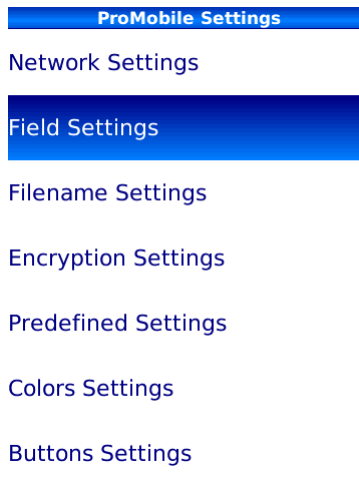 ProMobile Settings
Network Settings
Field Settings
Filename Settings
Encryption Settings
Predefined Settings
Colors Settings
Buttons Settings